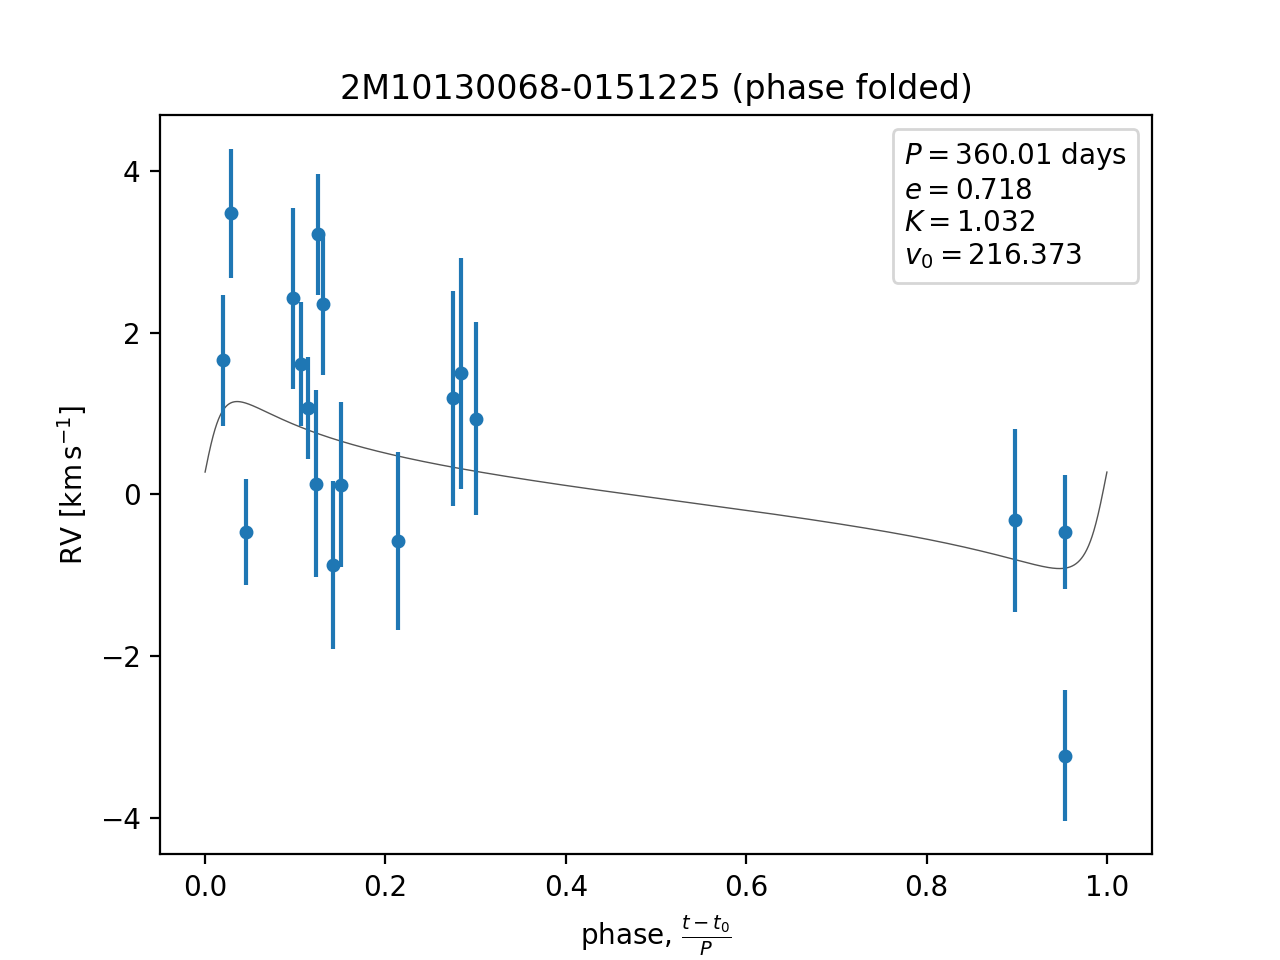 2M10130068-0151225 (phase folded)
P = 360.01 days
e = 0.718
K = 1.032
v₀ = 216.373
4
2
0
−2
−4
RV [km s⁻¹]
0.0 0.2 0.4 0.6 0.8 1.0
phase, (t − t₀)/P